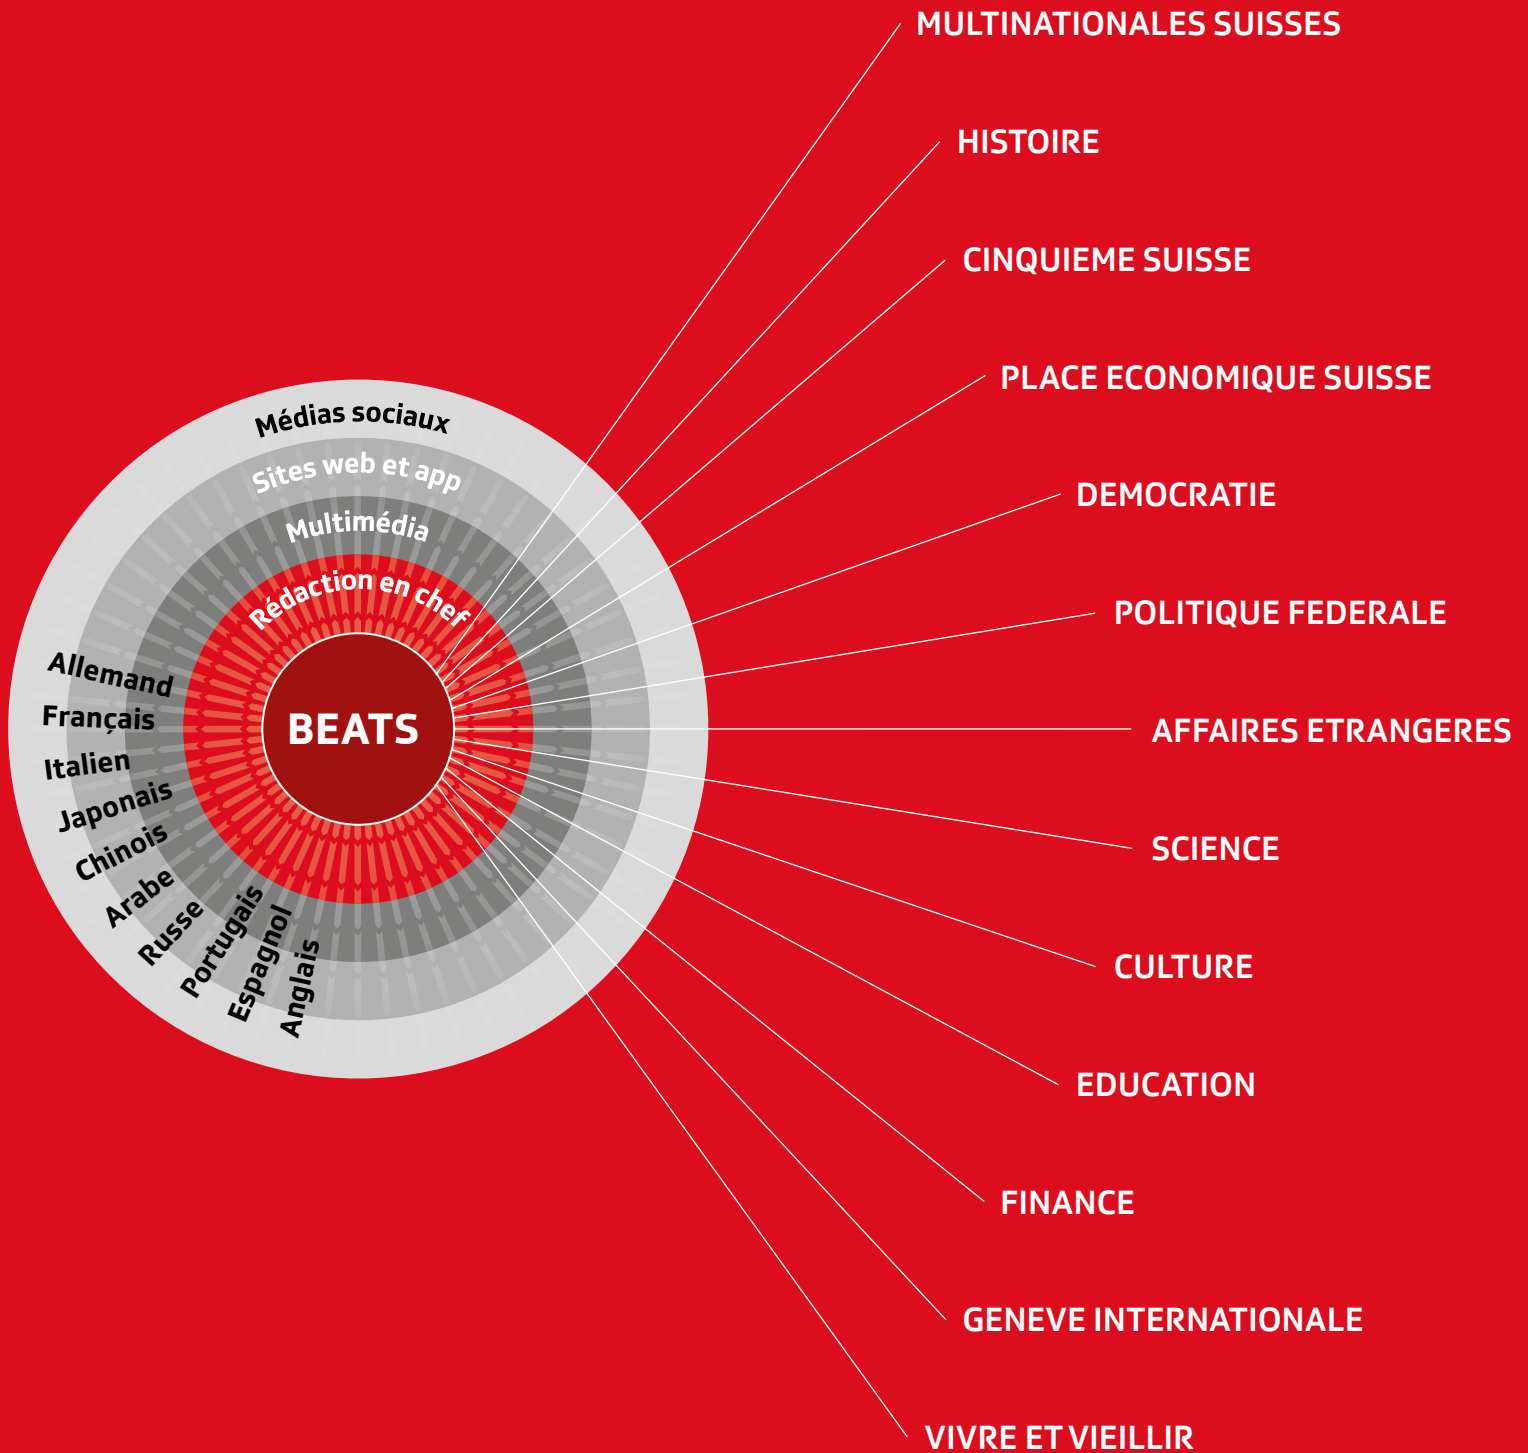 MULTINATIONALES SUISSES
HISTOIRE
CINQUIEME SUISSE
PLACE ECONOMIQUE SUISSE
DEMOCRATIE
POLITIQUE FEDERALE
AFFAIRES ETRANGERES
SCIENCE
CULTURE
EDUCATION
FINANCE
GENEVE INTERNATIONALE
VIVRE ET VIEILLIR
Médias sociaux
Sites web et app
Multimédia
Rédaction en chef
BEATS
Allemand
Français
Italien
Japonais
Chinois
Arabe
Russe
Portugais
Espagnol
Anglais